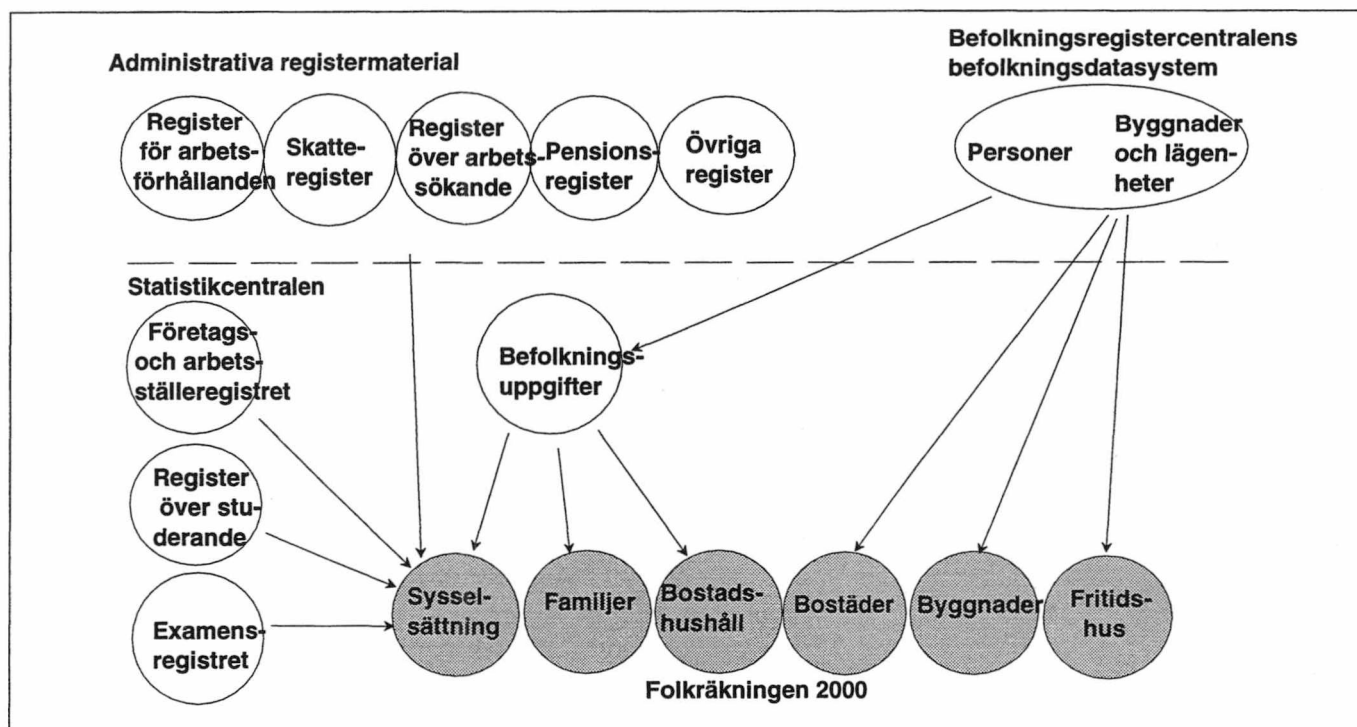 Administrativa registermaterial
Befolkningsregistercentralens
befolkningsdatasystem
Register
för arbets-
förhållanden
Skatte-
register
Register
över arbets-
sökande
Pensions-
register
Övriga
register
Personer
Byggnader
och lägen-
heter
Statistikcentralen
Företags-
och arbets-
ställeregistret
Befolknings-
uppgifter
Register
över stu-
derande
Examens-
registret
Syssel-
sättning
Familjer
Bostads-
hushåll
Bostäder
Byggnader
Fritids-
hus
Folkräkningen 2000